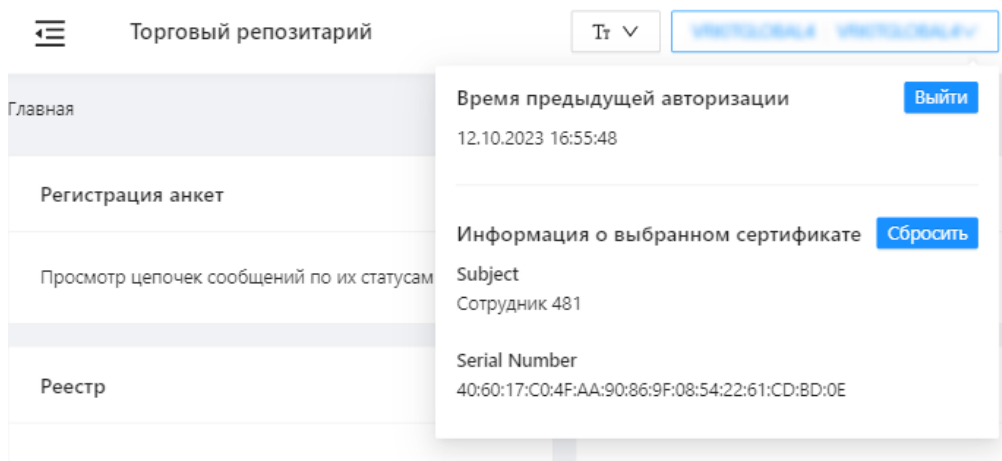 Торговый репозитарий
Тт
Главная
Время предыдущей авторизации
Выйти
12.10.2023 16:55:48
Регистрация анкет
Информация о выбранном сертификате
Сбросить
Просмотр цепочек сообщений по их статусам
Subject
Сотрудник 481
Serial Number
Реестр
40:60:17:C0:4F:AA:90:86:9F:08:54:22:61:CD:BD:0E